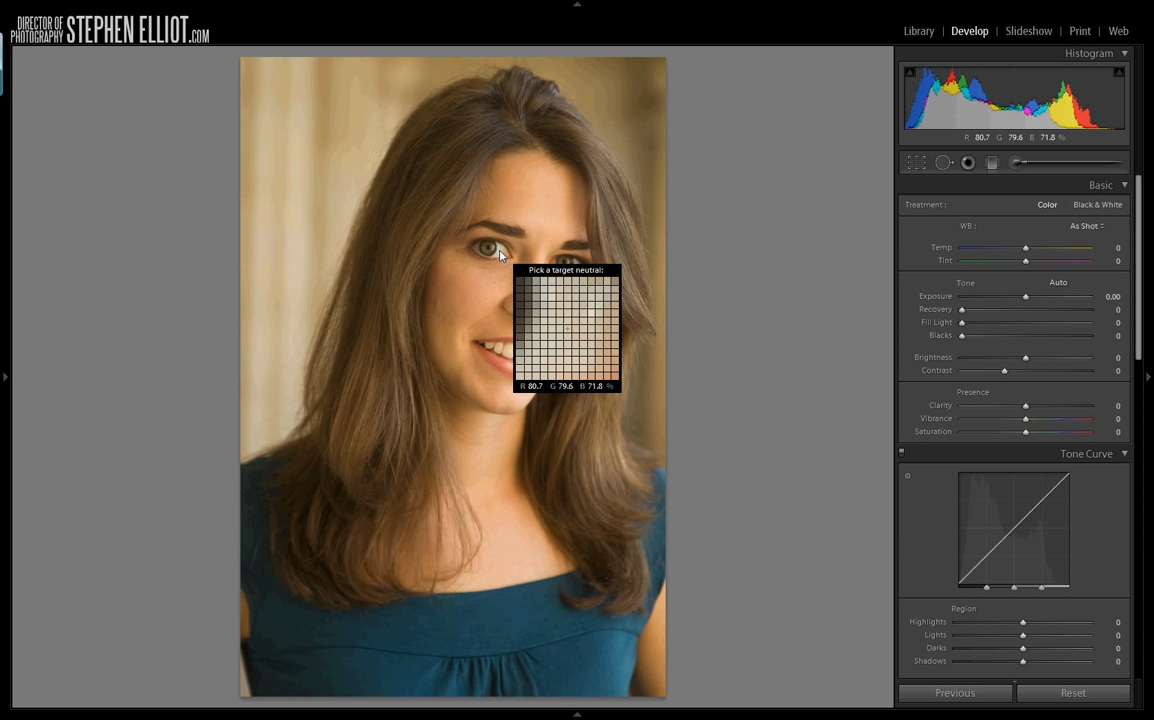 DIRECTOR OF
PHOTOGRAPHY STEPHEN ELLIOT.COM
Library | Develop | Slideshow | Print | Web
Histogram
R 80.7 G 79.6 B 71.8 %
Basic
Treatment : Color Black & White
WB : As Shot
Temp 0
Tint 0
Tone Auto
Exposure 0.00
Recovery 0
Fill Light 0
Blacks 0
Brightness 0
Contrast 0
Presence
Clarity 0
Vibrance 0
Saturation 0
Pick a target neutral:
R 80.7 G 79.6 B 71.8 %
Tone Curve
Region
Highlights 0
Lights 0
Darks 0
Shadows 0
Previous Reset